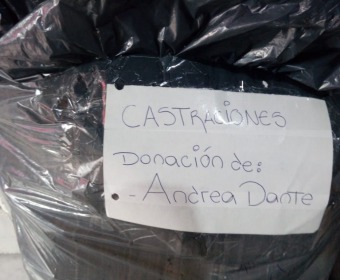 CASTRACIONES
Donación de:
- Andrea Dante